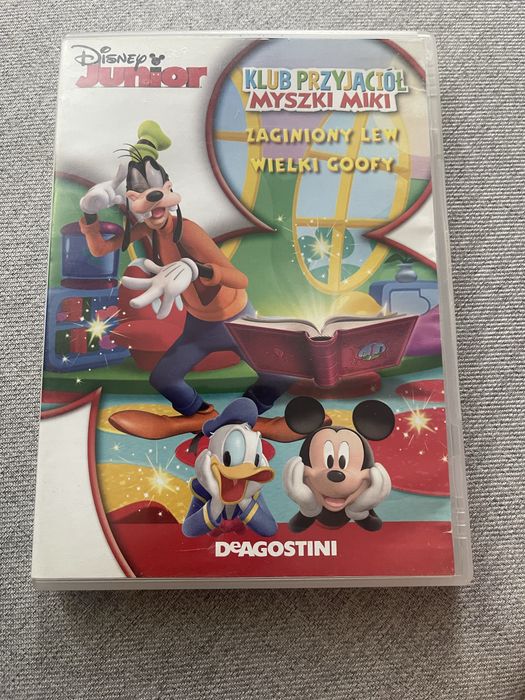 Disney
Junior
KLUB PRZYJACIÓŁ
MYSZKI MIKI
ZAGINIONY LEW
WIELKI GOOFY
DeAGOSTINI